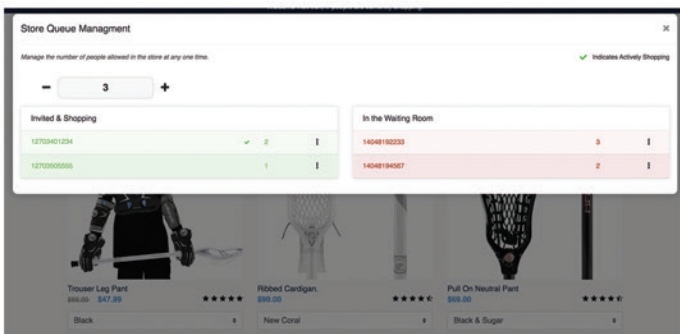 Store Queue Managment
×
Manage the number of people allowed in the store at any one time.
✓ Indicates Actively Shopping
− 3 +
Invited & Shopping
12703401234 ✓ 2
12703505555 1
In the Waiting Room
14048192233 3
14048194567 2
Trouser Leg Pant
$59.00 $47.99
Black
Ribbed Cardigan.
$99.00
New Coral
Pull On Neutral Pant
$69.00
Black & Sugar